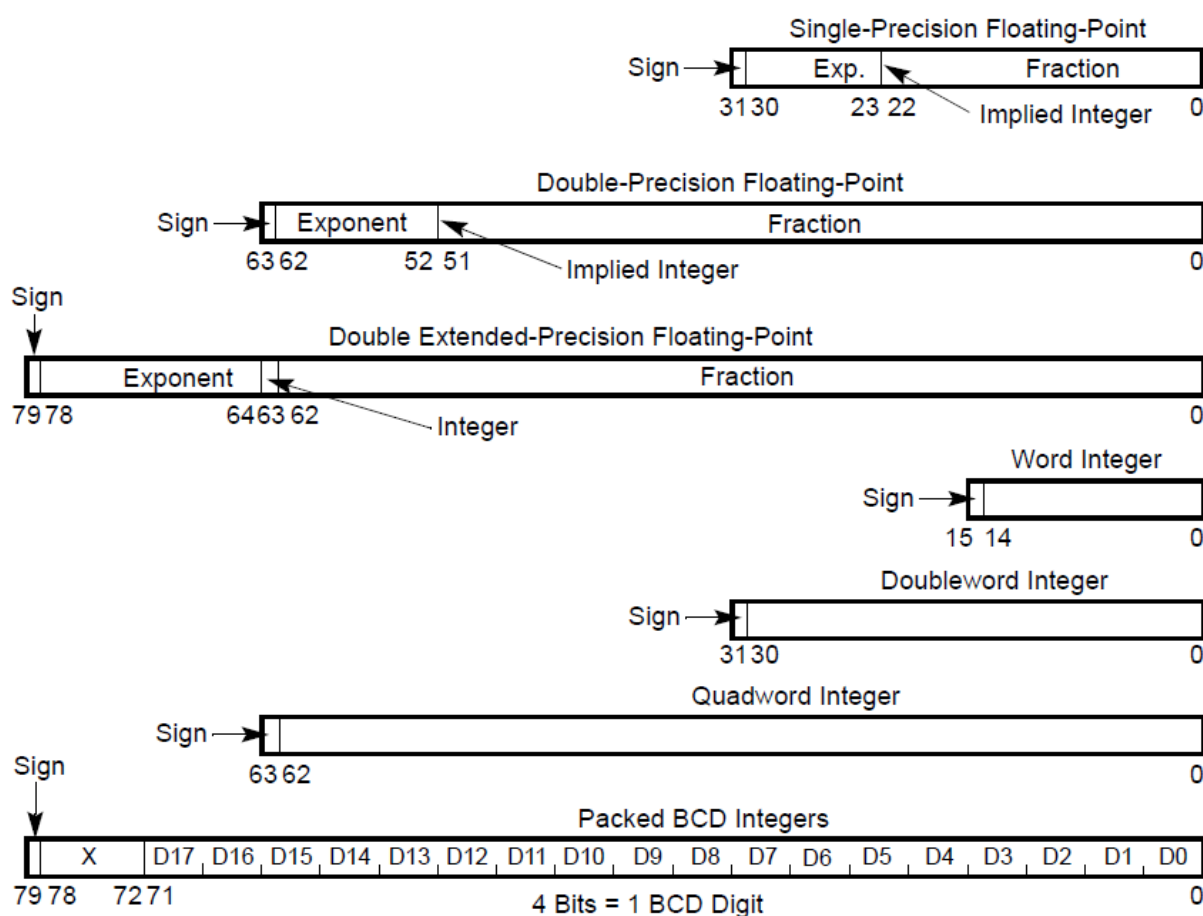 Single-Precision Floating-Point
Sign Exp. Fraction
31 30 23 22 Implied Integer 0
Double-Precision Floating-Point
Sign Exponent Fraction
63 62 52 51 Implied Integer 0
Sign
Double Extended-Precision Floating-Point
Exponent Fraction
79 78 64 63 62 Integer 0
Word Integer
Sign
15 14 0
Doubleword Integer
Sign
31 30 0
Quadword Integer
Sign
63 62 0
Sign
Packed BCD Integers
X D17 D16 D15 D14 D13 D12 D11 D10 D9 D8 D7 D6 D5 D4 D3 D2 D1 D0
79 78 72 71 4 Bits = 1 BCD Digit 0